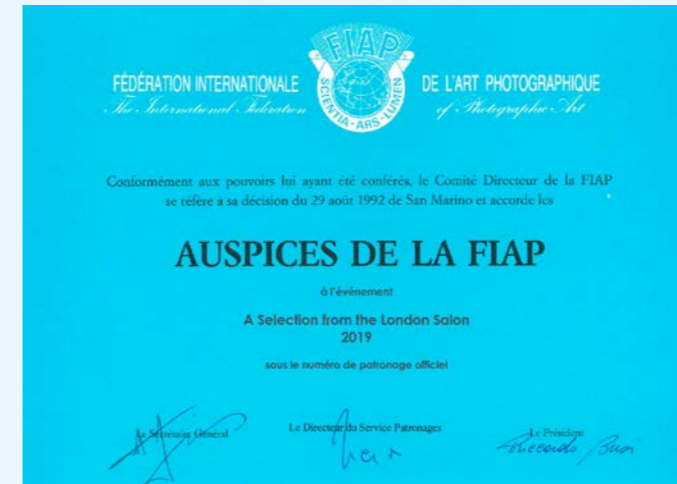 FIAP
SCIENTIA-ARS-LUMEN
FÉDÉRATION INTERNATIONALE DE L'ART PHOTOGRAPHIQUE
The International Federation of Photographic Art
Conformément aux pouvoirs lui ayant été conférés, le Comité Directeur de la FIAP
se réfère à sa décision du 29 août 1992 de San Marino et accorde les
AUSPICES DE LA FIAP
à l'événement
A Selection from the London Salon
2019
sous le numéro de patronage officiel
Le Secrétaire Général Le Directeur du Service Patronages Le Président
Riccardo Busi